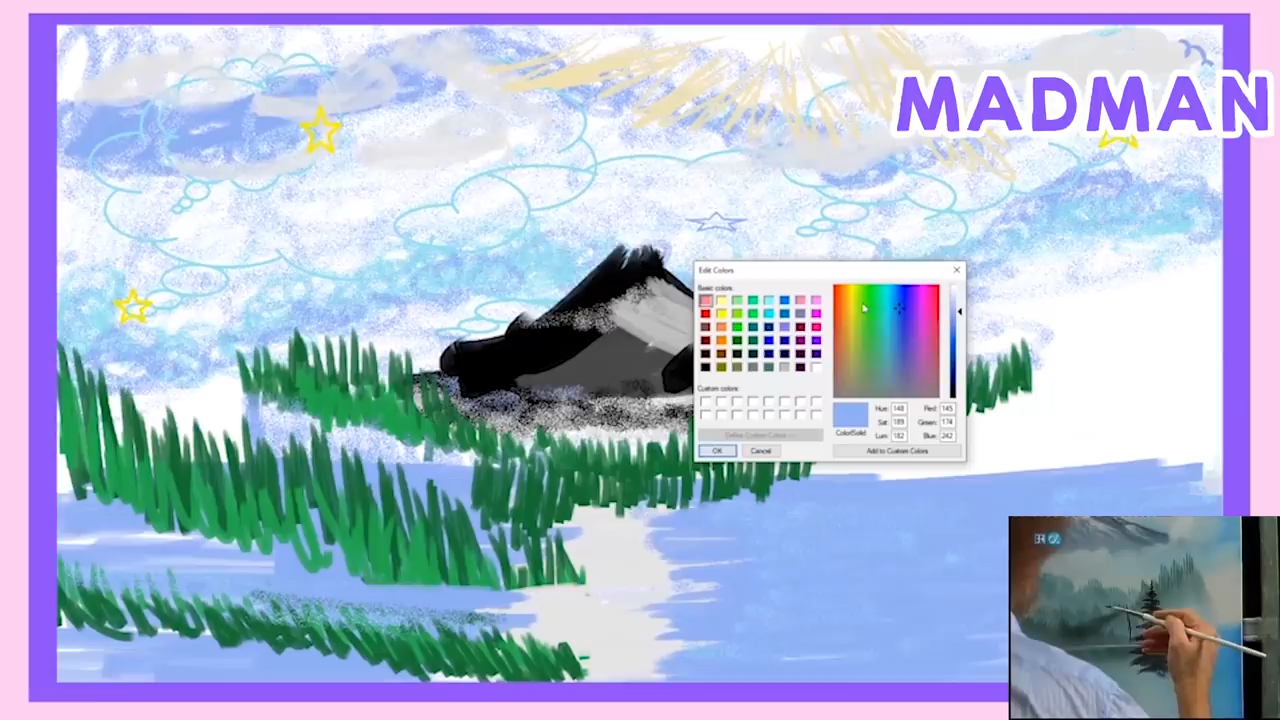 MADMAN
Edit Colors
Basic colors:
Custom colors:
Define Custom Colors >>
OK
Cancel
Color|Solid
Hue: 148
Sat: 189
Lum: 182
Red: 145
Green: 174
Blue: 242
Add to Custom Colors